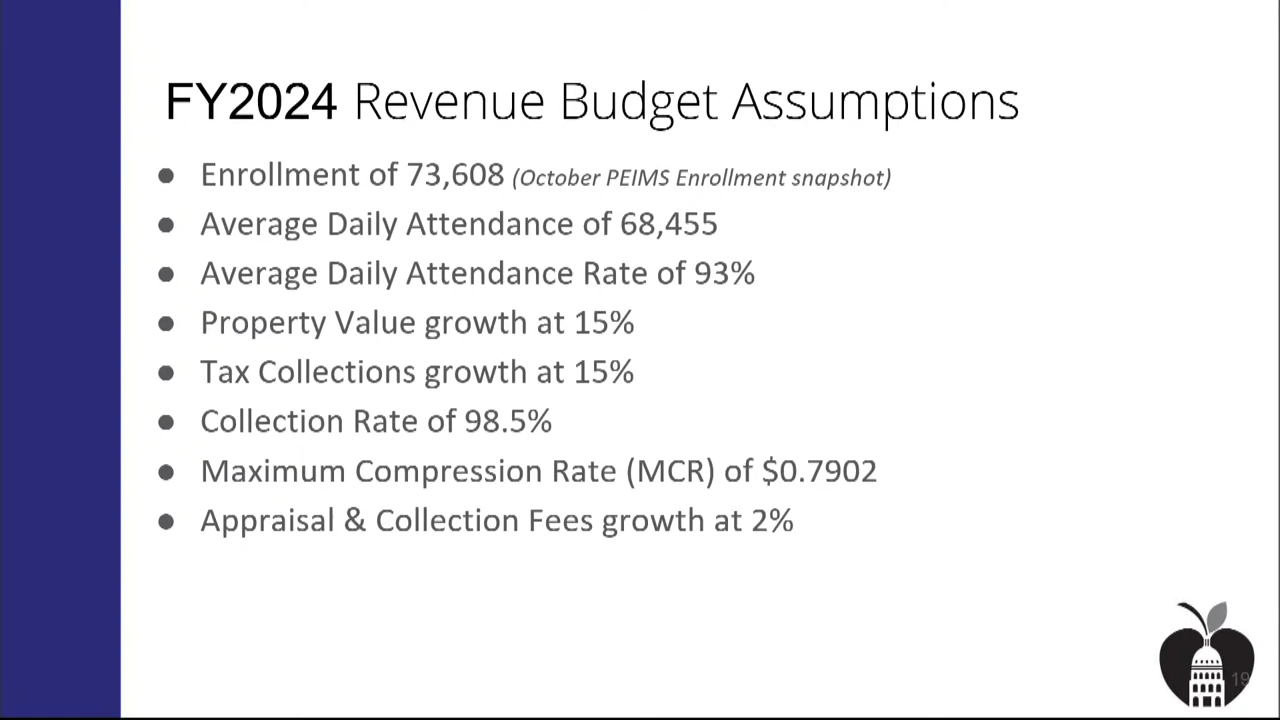 FY2024 Revenue Budget Assumptions
● Enrollment of 73,608 (October PEIMS Enrollment snapshot)
● Average Daily Attendance of 68,455
● Average Daily Attendance Rate of 93%
● Property Value growth at 15%
● Tax Collections growth at 15%
● Collection Rate of 98.5%
● Maximum Compression Rate (MCR) of $0.7902
● Appraisal & Collection Fees growth at 2%
19